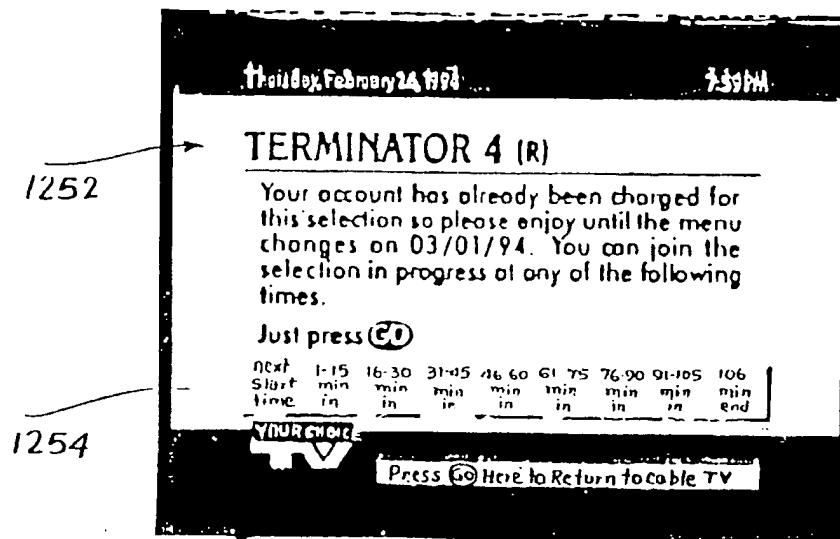 February 24, 1994 7:59PM
TERMINATOR 4 (R)
1252
Your account has already been charged for
this selection so please enjoy until the menu
changes on 03/01/94. You can join the
selection in progress at any of the following
times.
Just press GO
next 1-15 16-30 31-45 46 60 61 75 76-90 91-105 106
start min min min min min min min min
time in in in in in in in end
1254
YOUR CHOICE
TV
Press GO Here to Return to cable TV